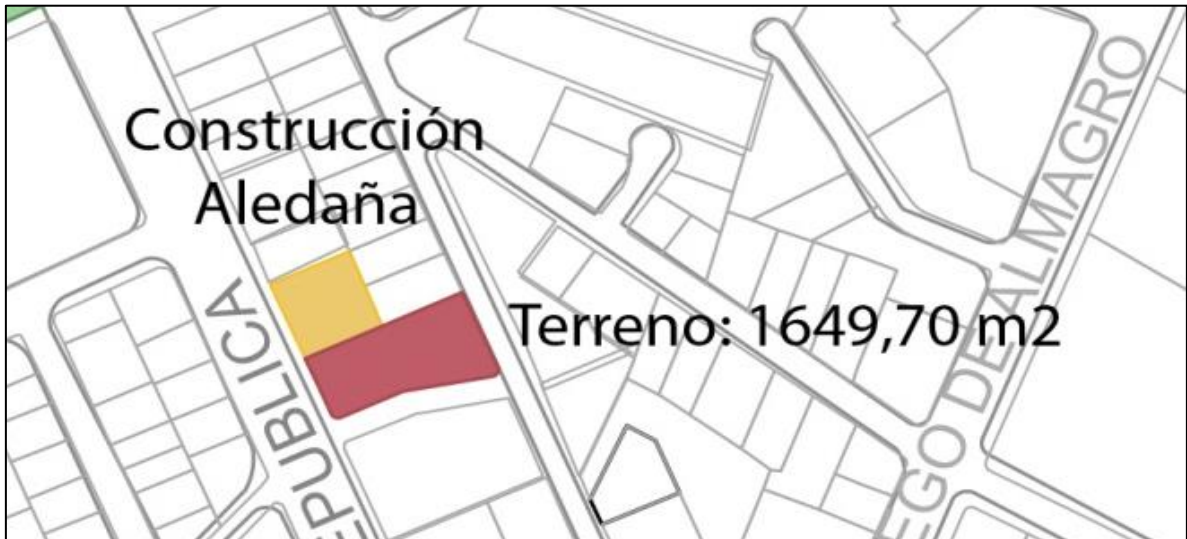 Construcción
Aledaña
Terreno: 1649,70 m2
EPUBLICA
EGO DE ALMAGRO